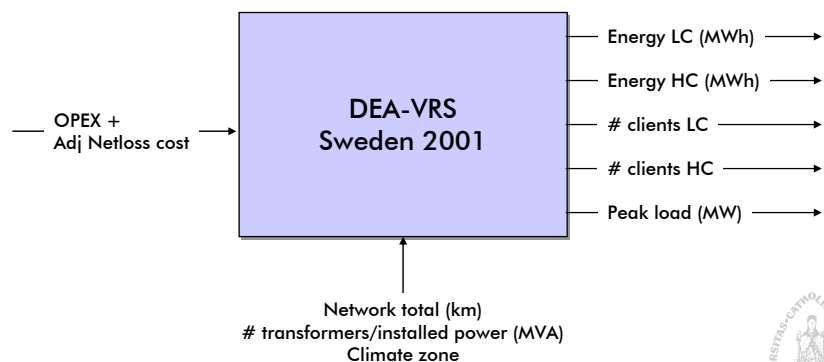 OPEX +
Adj Netloss cost
DEA-VRS
Sweden 2001
Energy LC (MWh)
Energy HC (MWh)
# clients LC
# clients HC
Peak load (MW)
Network total (km)
# transformers/installed power (MVA)
Climate zone